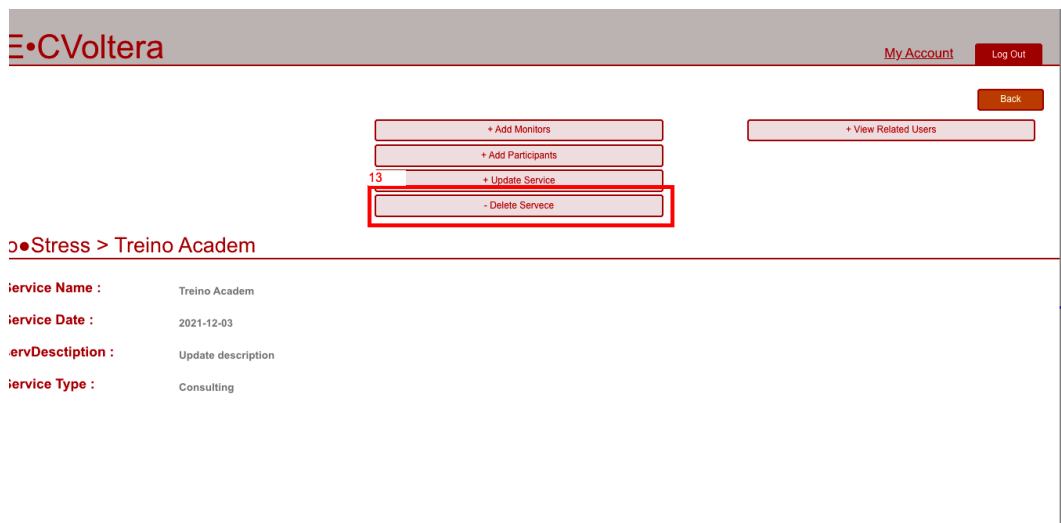 E•CVoltera
My Account
Log Out
Back
+ Add Monitors
+ View Related Users
+ Add Participants
13
+ Update Service
- Delete Servece
o●Stress > Treino Academ
Service Name :
Treino Academ
Service Date :
2021-12-03
ervDesctiption :
Update description
Service Type :
Consulting